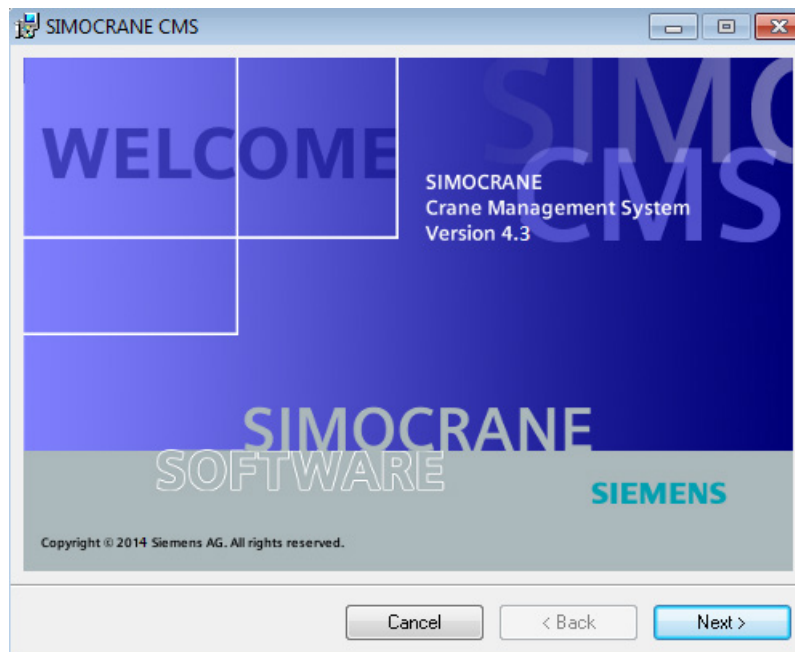 SIMOCRANE CMS
SIMO
CMS
WELCOME
SIMOCRANE
Crane Management System
Version 4.3
SIMOCRANE
SOFTWARE
SIEMENS
Copyright © 2014 Siemens AG. All rights reserved.
Cancel
< Back
Next >